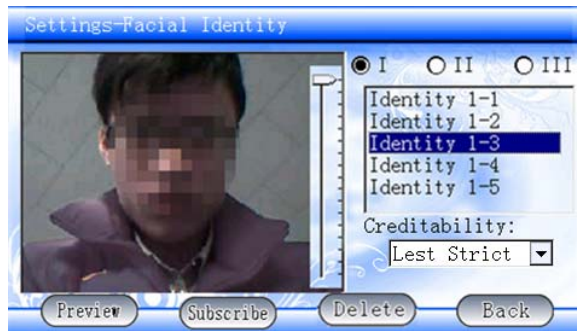 Settings-Facial Identity
I II III
Identity 1-1
Identity 1-2
Identity 1-3
Identity 1-4
Identity 1-5
Creditability:
Lest Strict
Preview Subscribe Delete Back